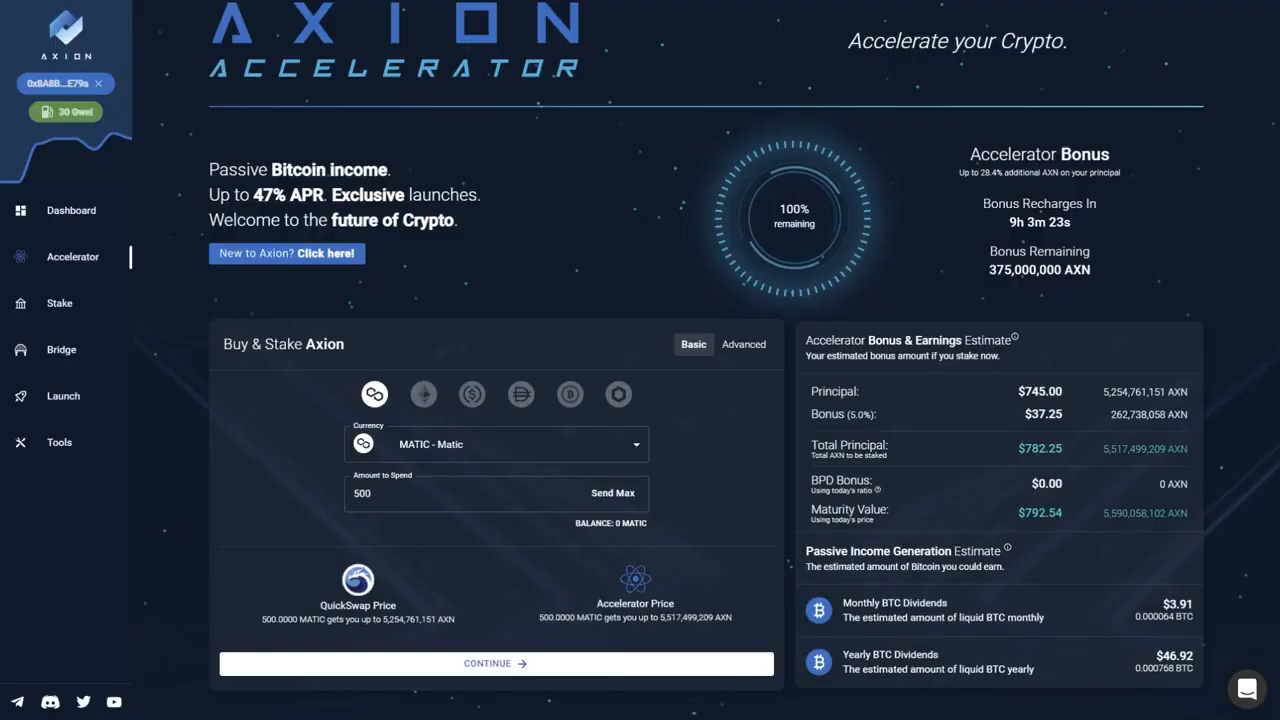 AXION
0x8A8B...E79a ×
30 Gwei
Dashboard
Accelerator
Stake
Bridge
Launch
Tools
AXION
ACCELERATOR
Accelerate your Crypto.
Passive Bitcoin income.
Up to 47% APR. Exclusive launches.
Welcome to the future of Crypto.
New to Axion? Click here!
100%
remaining
Accelerator Bonus
Up to 28.4% additional AXN on your principal
Bonus Recharges In
9h 3m 23s
Bonus Remaining
375,000,000 AXN
Buy & Stake Axion
Basic
Advanced
Currency
MATIC - Matic
Amount to Spend
500
Send Max
BALANCE: 0 MATIC
QuickSwap Price
500.0000 MATIC gets you up to 5,254,761,151 AXN
Accelerator Price
500.0000 MATIC gets you up to 5,517,499,209 AXN
CONTINUE →
Accelerator Bonus & Earnings Estimate
Your estimated bonus amount if you stake now.
Principal: $745.00 5,254,761,151 AXN
Bonus (5.0%): $37.25 262,738,058 AXN
Total Principal: $782.25 5,517,499,209 AXN
Total AXN to be staked
BPD Bonus: $0.00 0 AXN
Using today's ratio
Maturity Value: $792.54 5,590,058,102 AXN
Using today's price
Passive Income Generation Estimate
The estimated amount of Bitcoin you could earn.
Monthly BTC Dividends $3.91
The estimated amount of liquid BTC monthly 0.000064 BTC
Yearly BTC Dividends $46.92
The estimated amount of liquid BTC yearly 0.000768 BTC